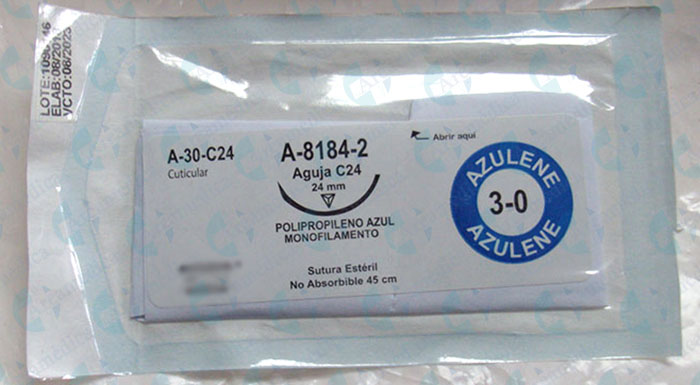 A-30-C24
Cuticular
A-8184-2
Aguja C24
24 mm
POLIPROPILENO AZUL
MONOFILAMENTO
Sutura Estéril
No Absorbible 45 cm
Abrir aquí
AZULENE
3-0
AZULENE